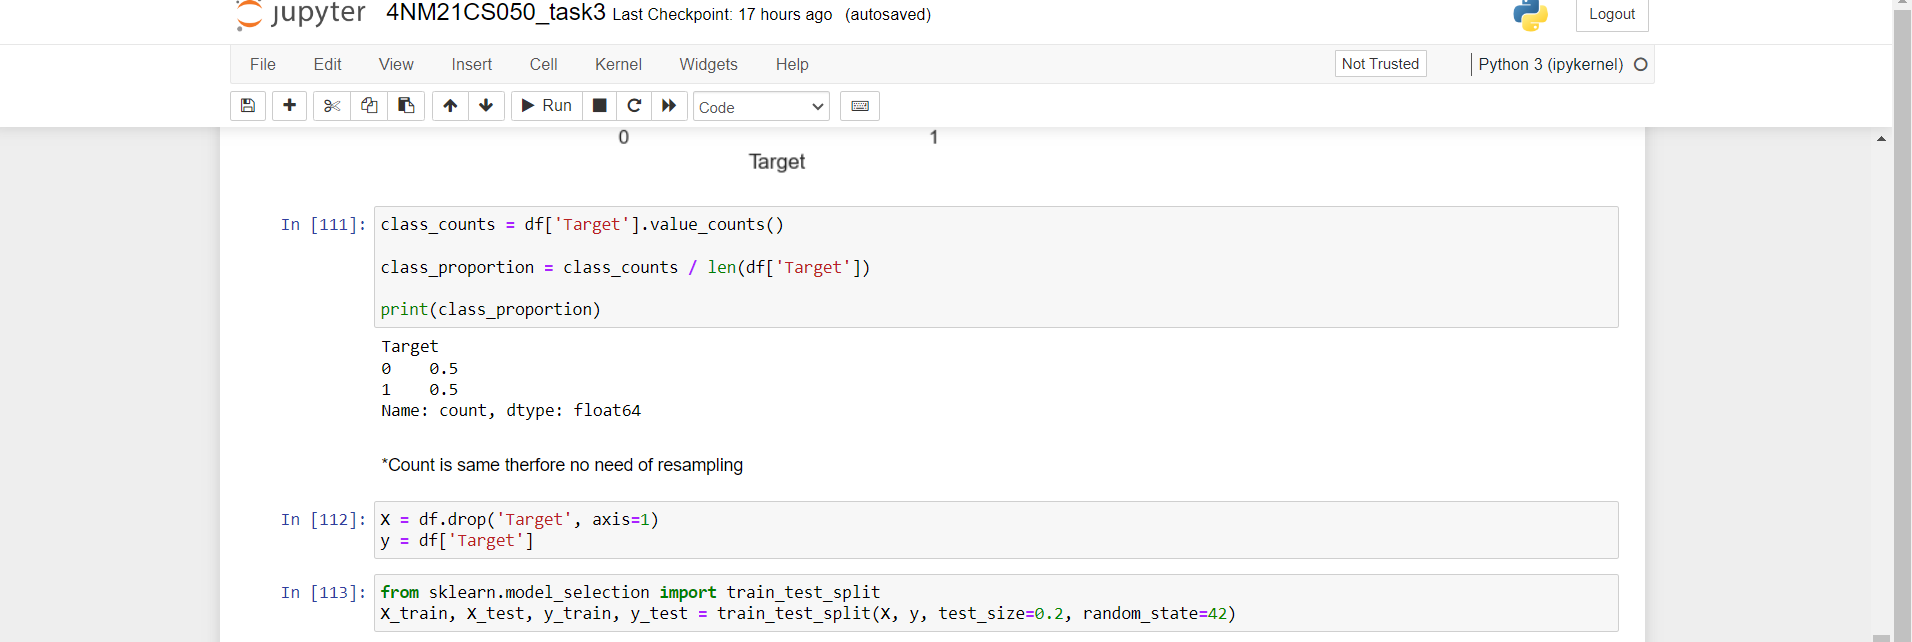 jupyter 4NM21CS050_task3 Last Checkpoint: 17 hours ago (autosaved) Logout
File Edit View Insert Cell Kernel Widgets Help Not Trusted Python 3 (ipykernel)
Run Code
0 1
Target
In [111]: class_counts = df['Target'].value_counts()
class_proportion = class_counts / len(df['Target'])
print(class_proportion)
Target
0 0.5
1 0.5
Name: count, dtype: float64
*Count is same therfore no need of resampling
In [112]: X = df.drop('Target', axis=1)
y = df['Target']
In [113]: from sklearn.model_selection import train_test_split
X_train, X_test, y_train, y_test = train_test_split(X, y, test_size=0.2, random_state=42)